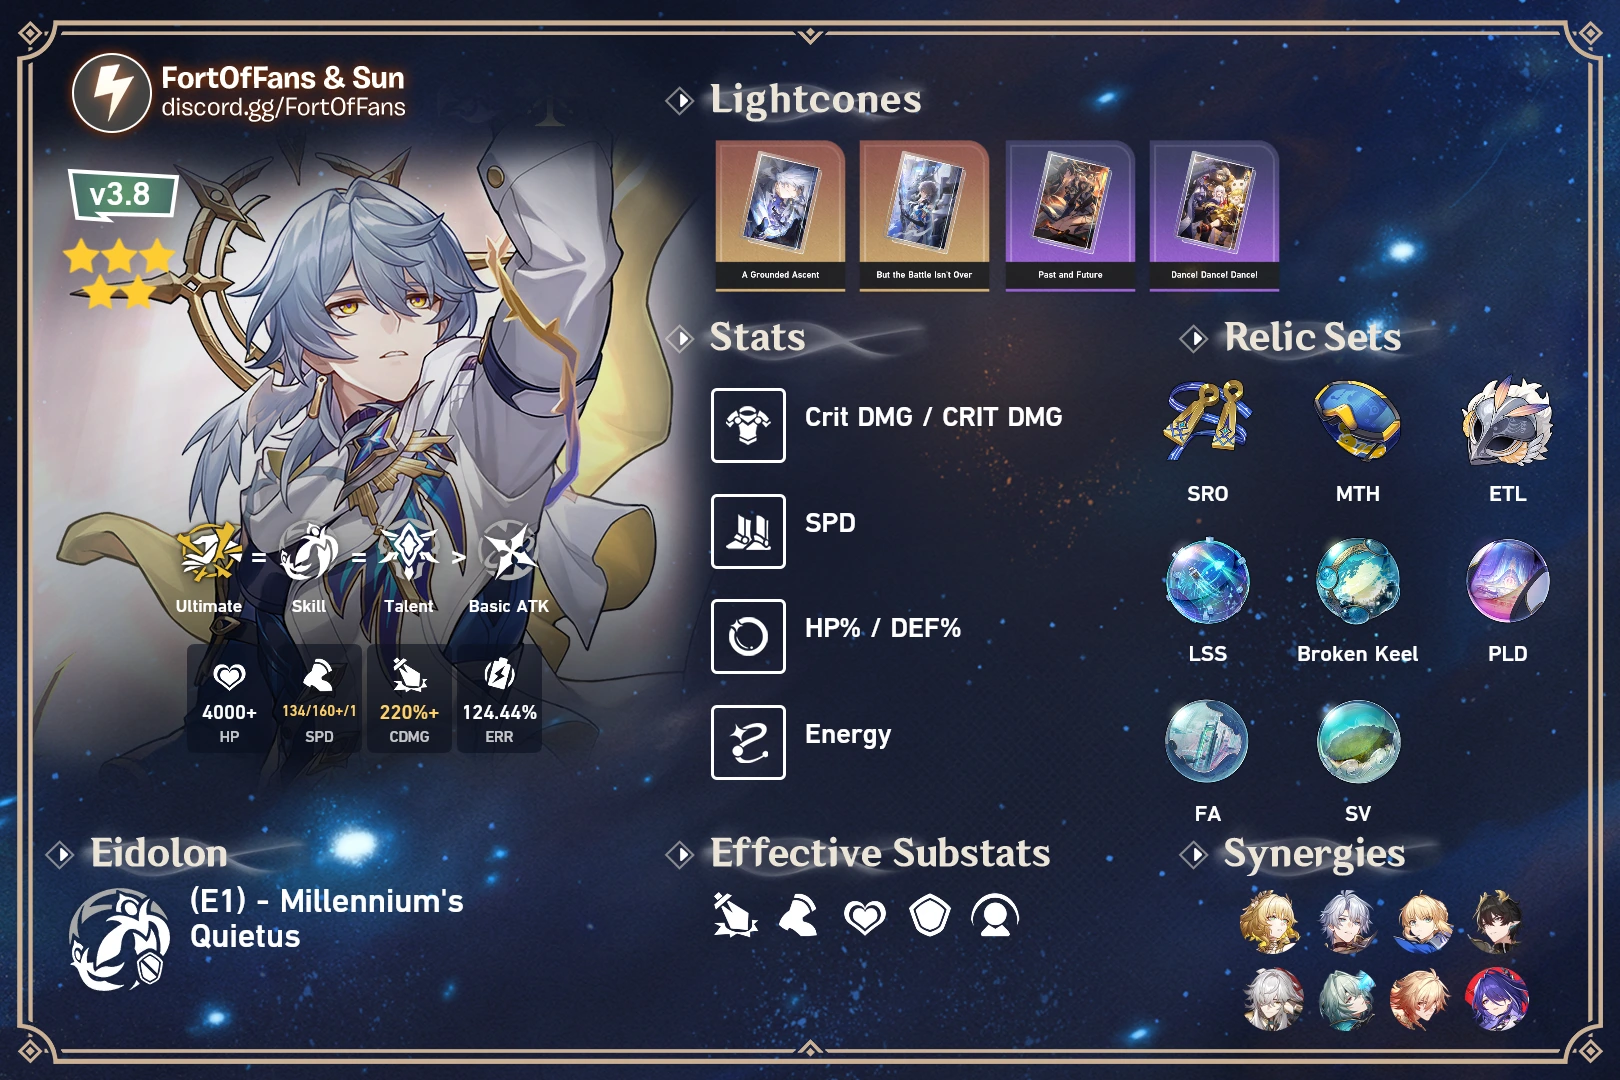 FortOfFans & Sun
discord.gg/FortOfFans
v3.8
Ultimate = Skill = Talent > Basic ATK
4000+ 134/160+/1 220%+ 124.44%
HP SPD CDMG ERR
Eidolon
(E1) - Millennium's
Quietus
Lightcones
A Grounded Ascent
But the Battle Isn't Over
Past and Future
Dance! Dance! Dance!
Stats
Crit DMG / CRIT DMG
SPD
HP% / DEF%
Energy
Relic Sets
SRO MTH ETL
LSS Broken Keel PLD
FA SV
Effective Substats
Synergies